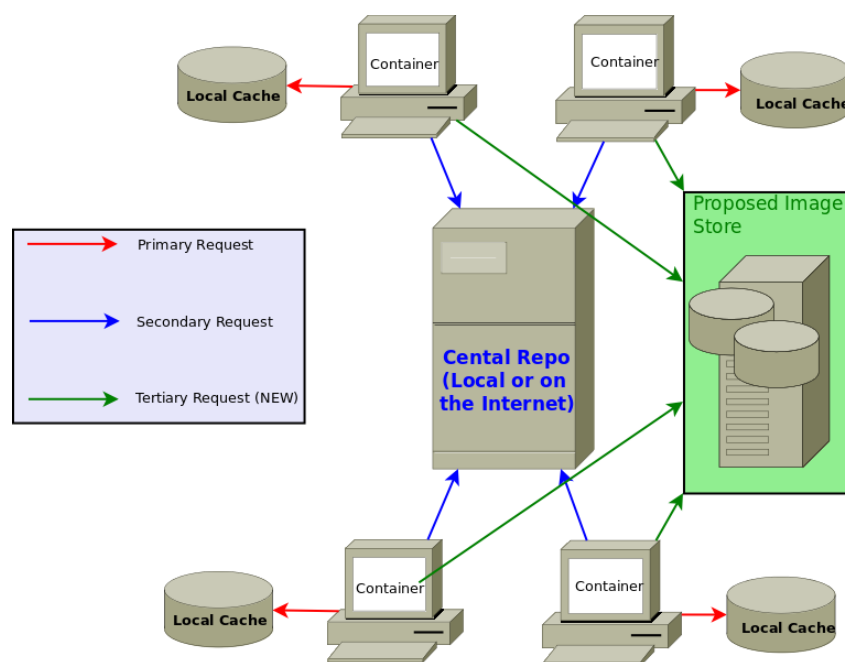 Container
Local Cache
Container
Local Cache
Proposed Image
Store
Primary Request
Secondary Request
Tertiary Request (NEW)
Cental Repo
(Local or on
the Internet)
Container
Local Cache
Container
Local Cache